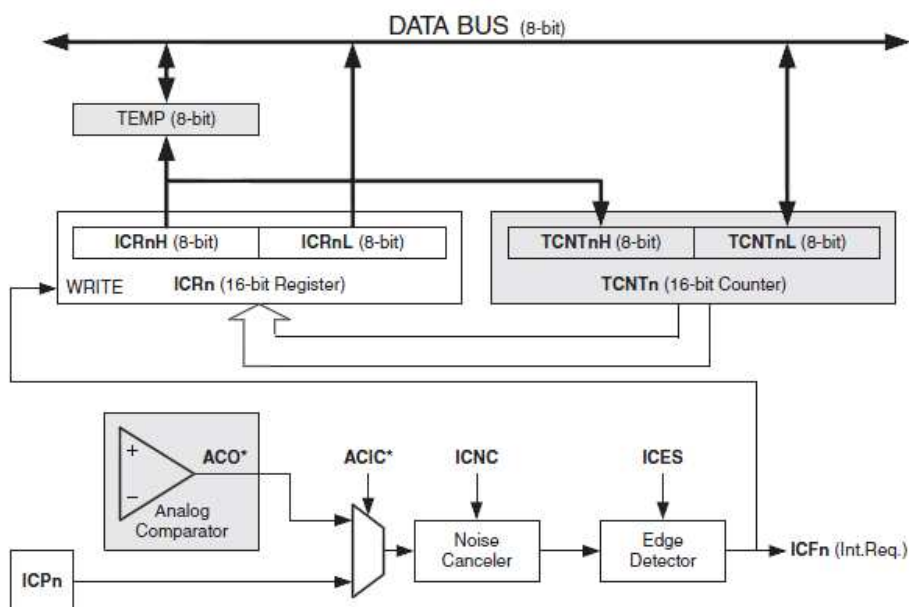 DATA BUS (8-bit)
TEMP (8-bit)
ICRnH (8-bit) ICRnL (8-bit) TCNTnH (8-bit) TCNTnL (8-bit)
WRITE ICRn (16-bit Register) TCNTn (16-bit Counter)
+
ACO* ACIC* ICNC ICES
−
Analog
Comparator
Noise
Canceler
Edge
Detector
ICFn (Int.Req.)
ICPn